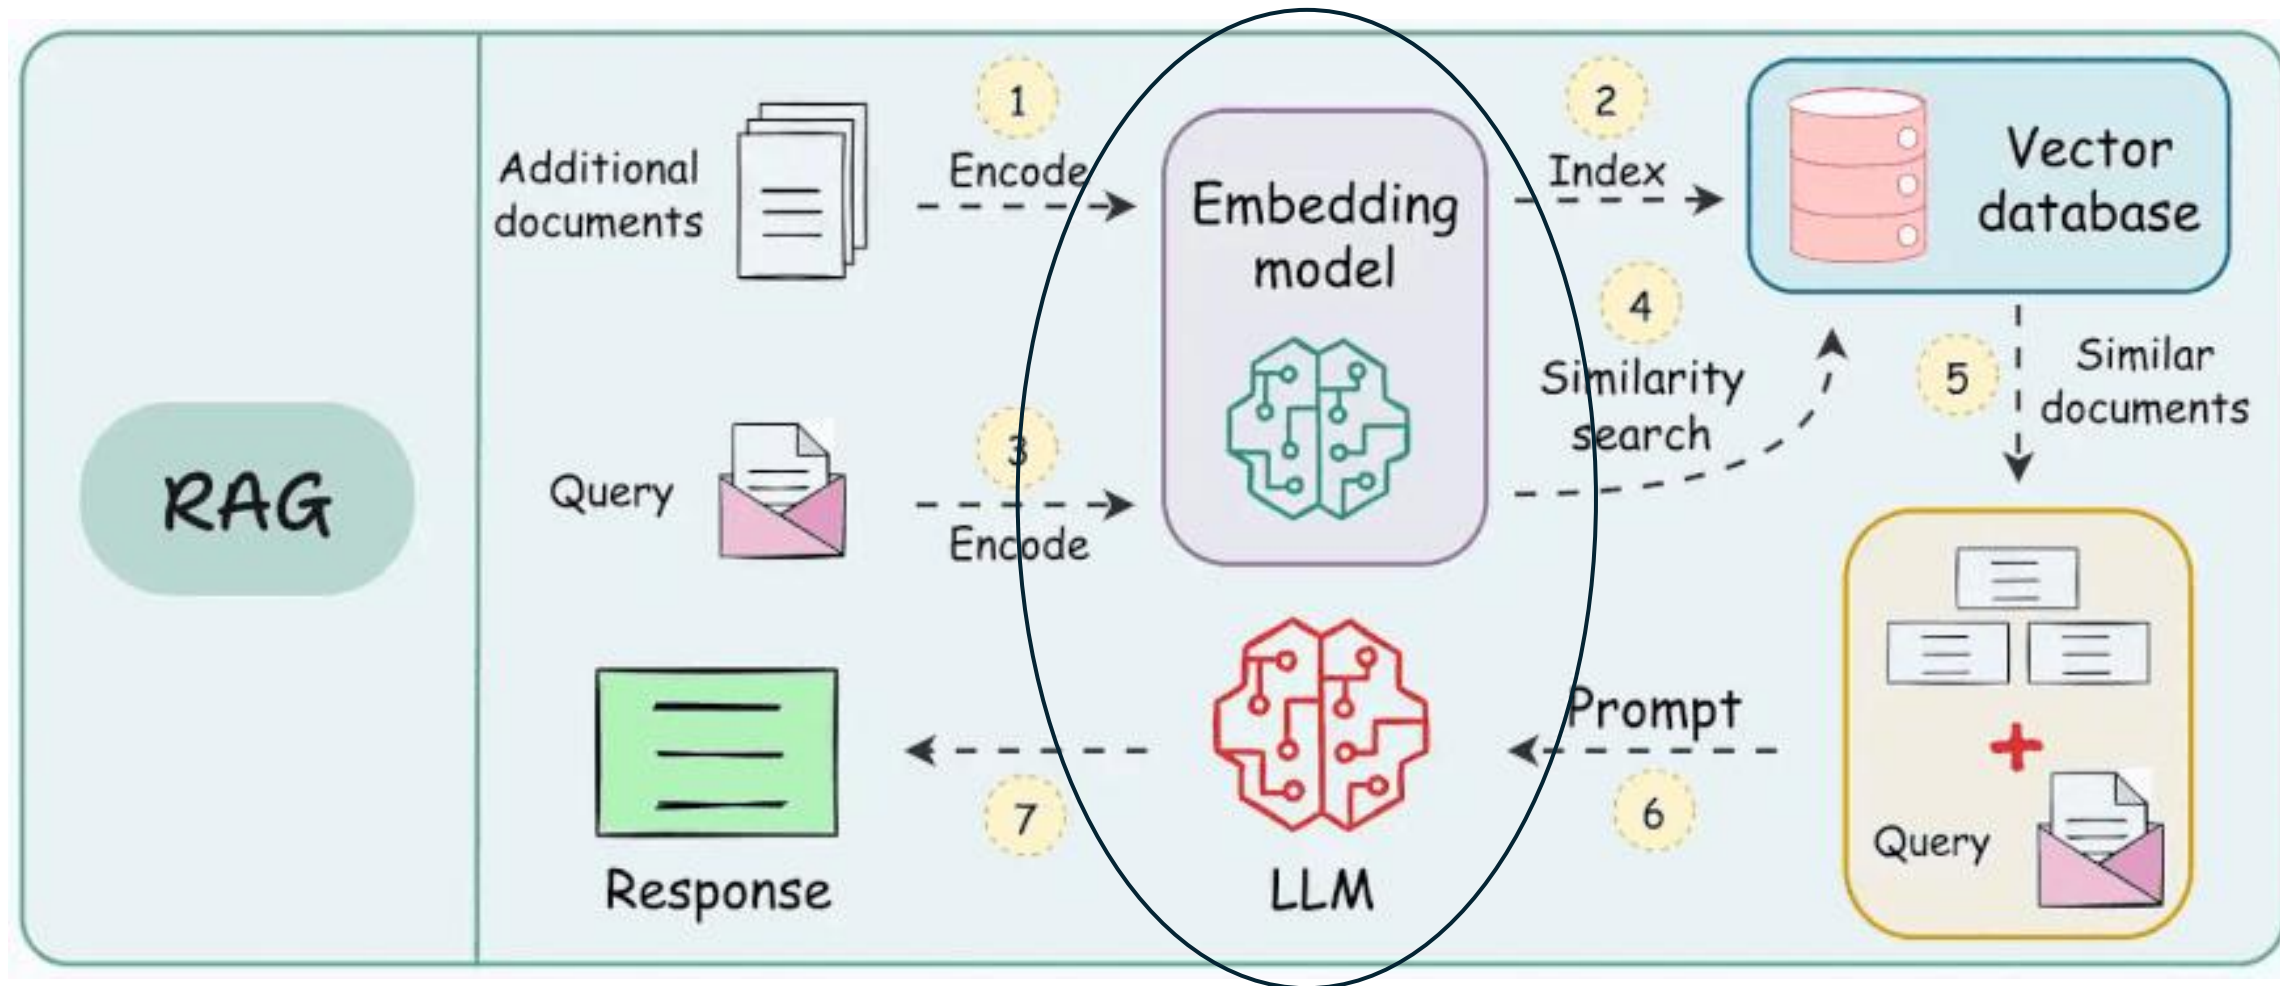 RAG
Additional
documents
1
Encode
Embedding
model
2
Index
Vector
database
Query
3
Encode
4
Similarity
search
5
Similar
documents
Response
7
LLM
Prompt
6
Query